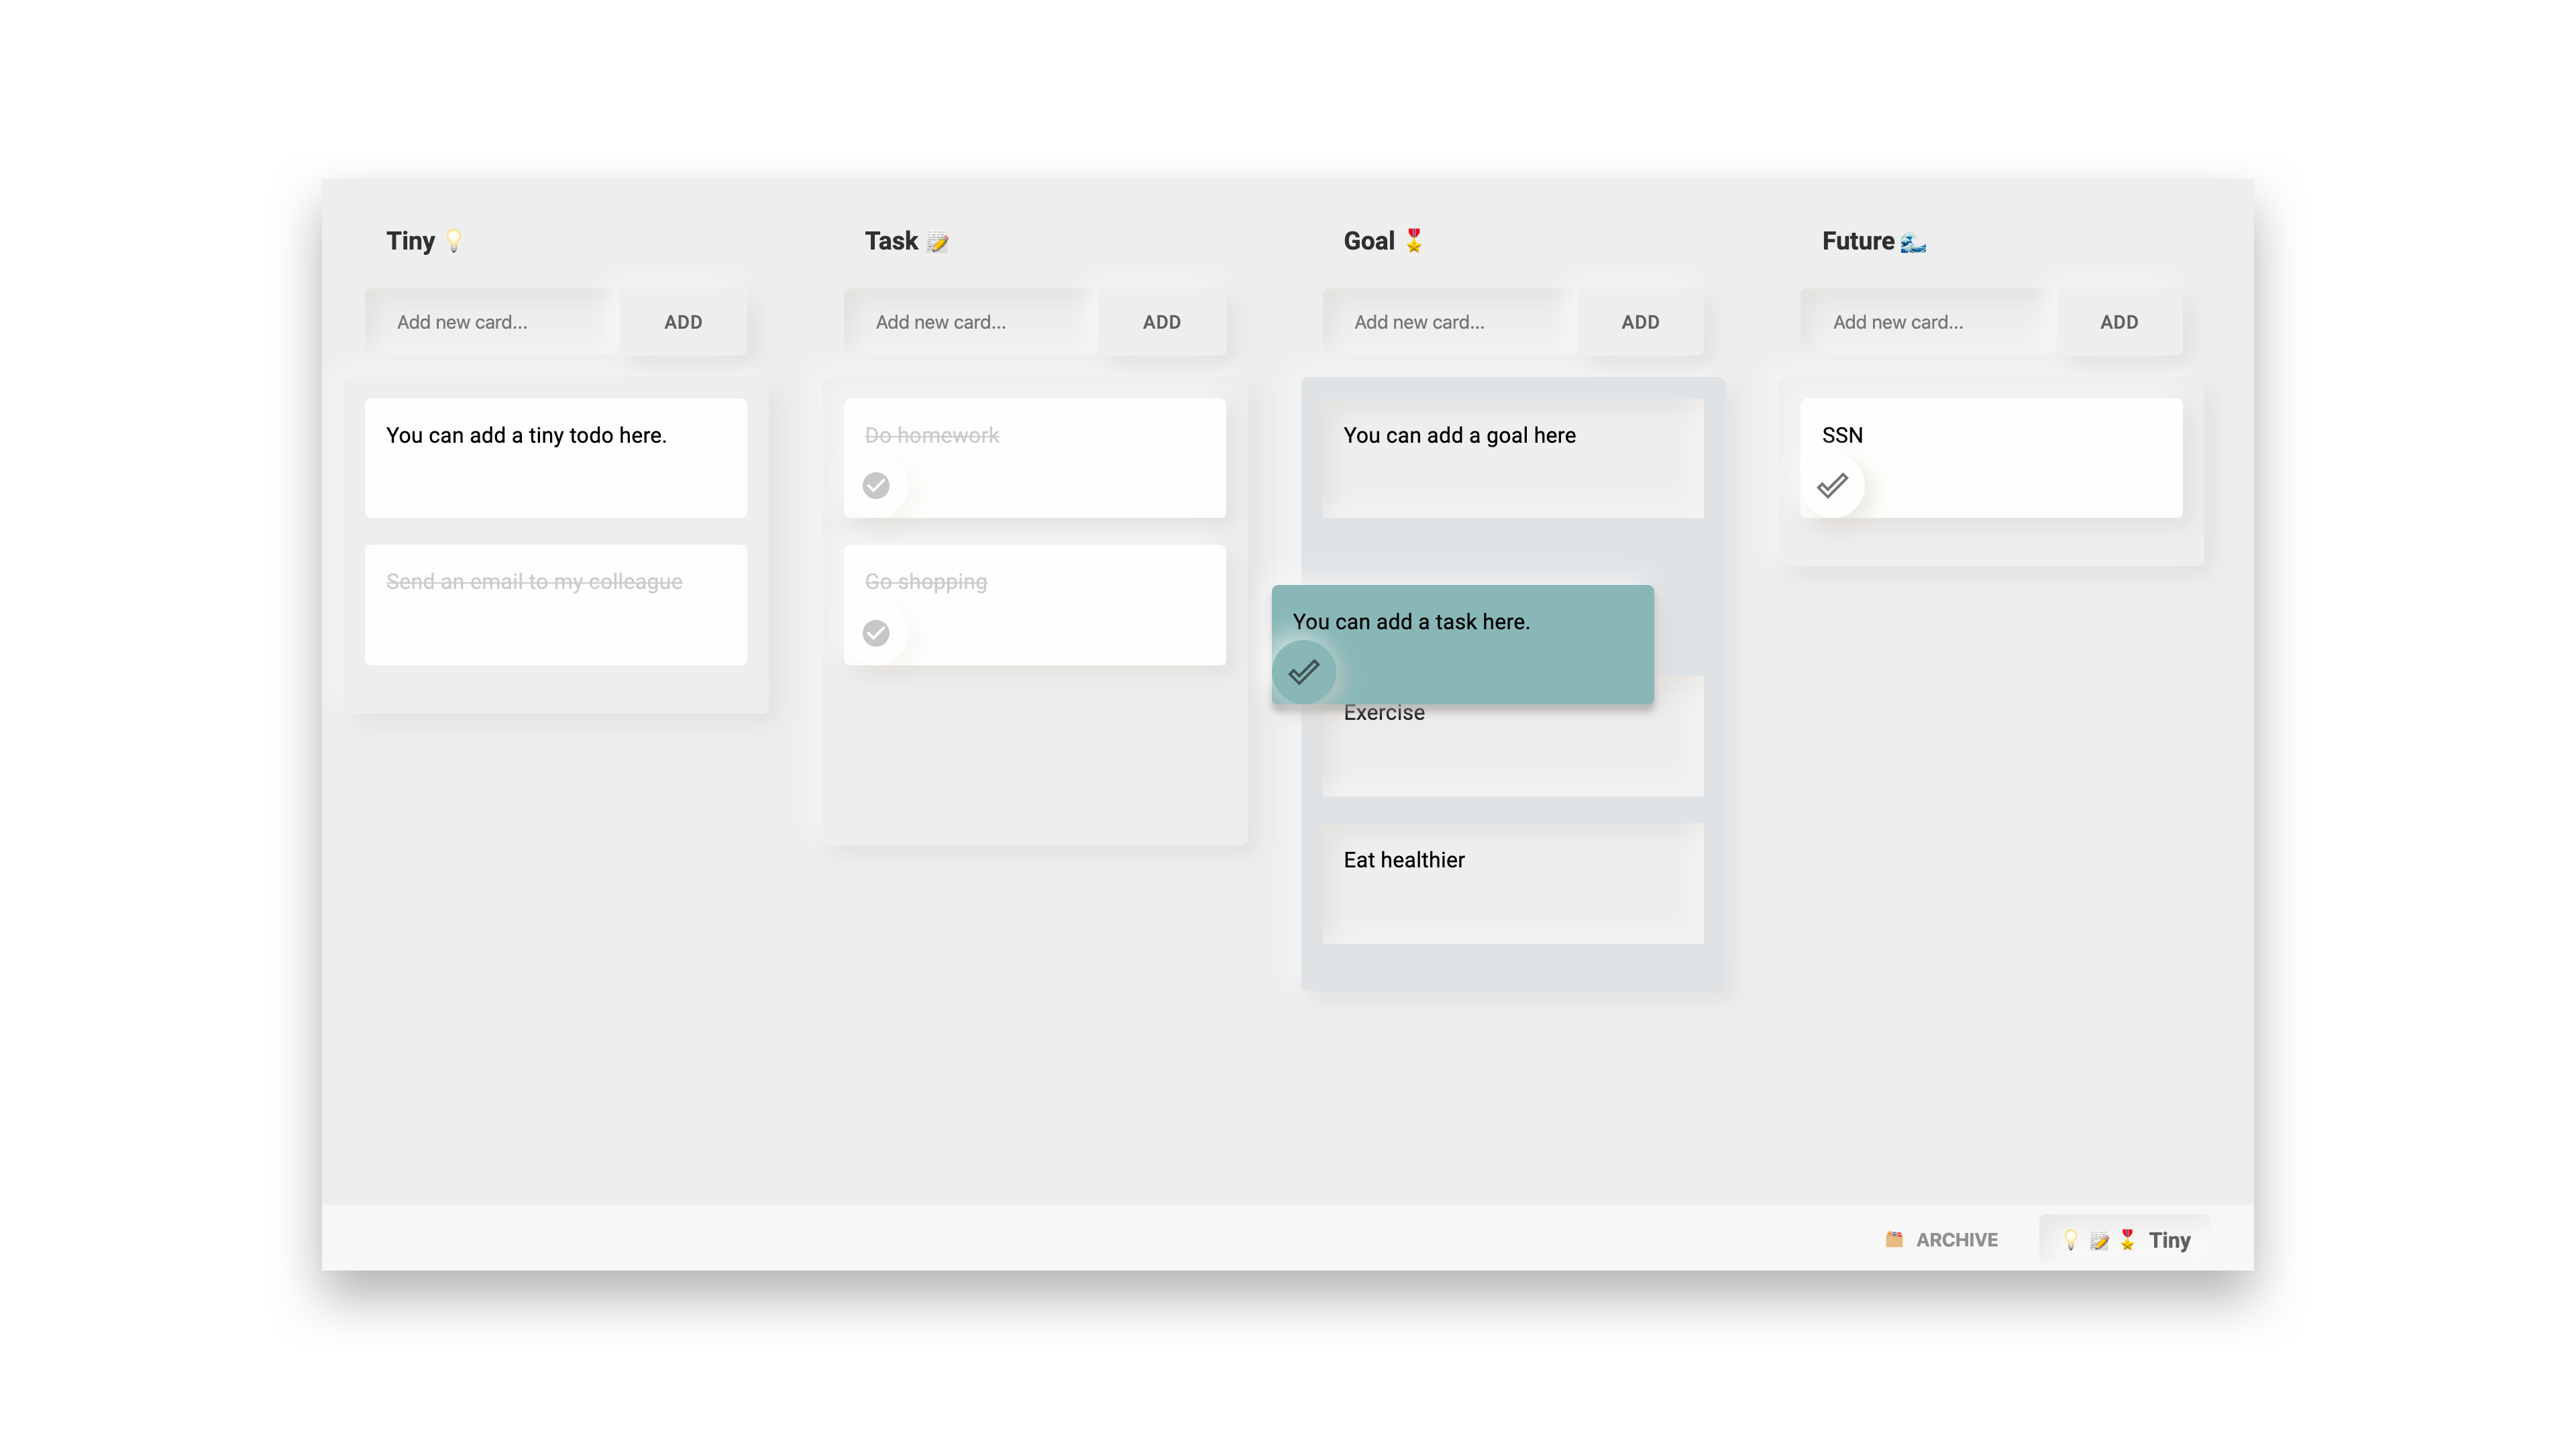 Tiny 💡
Task 📝
Goal 🎖️
Future 🌊
Add new card...
ADD
Add new card...
ADD
Add new card...
ADD
Add new card...
ADD
You can add a tiny todo here.
Send an email to my colleague
Do homework
Go shopping
You can add a goal here
You can add a task here.
Exercise
Eat healthier
SSN
🗂️ ARCHIVE
💡 📝 🎖️ Tiny